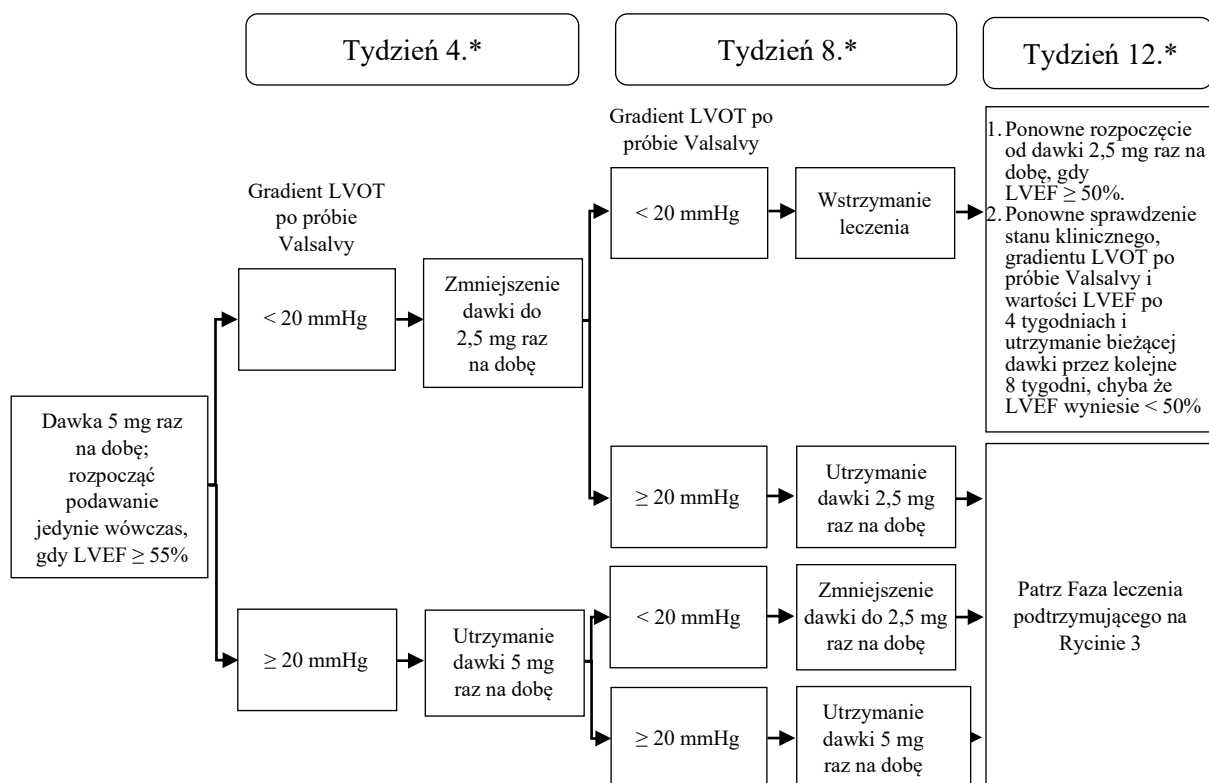 Tydzień 4.*
Tydzień 8.*
Tydzień 12.*
Dawka 5 mg raz
na dobę;
rozpocząć
podawanie
jedynie wówczas,
gdy LVEF ≥ 55%
Gradient LVOT
po próbie
Valsalvy
< 20 mmHg
Zmniejszenie
dawki do
2,5 mg raz
na dobę
≥ 20 mmHg
Utrzymanie
dawki 5 mg
raz na dobę
Gradient LVOT po
próbie Valsalvy
< 20 mmHg
Wstrzymanie
leczenia
≥ 20 mmHg
Utrzymanie
dawki 2,5 mg
raz na dobę
< 20 mmHg
Zmniejszenie
dawki do 2,5 mg
raz na dobę
≥ 20 mmHg
Utrzymanie
dawki 5 mg
raz na dobę
1. Ponowne rozpoczęcie
od dawki 2,5 mg raz na
dobę, gdy
LVEF ≥ 50%.
2. Ponowne sprawdzenie
stanu klinicznego,
gradientu LVOT po
próbie Valsalvy i
wartości LVEF po
4 tygodniach i
utrzymanie bieżącej
dawki przez kolejne
8 tygodni, chyba że
LVEF wyniesie < 50%
Patrz Faza leczenia
podtrzymującego na
Rycinie 3